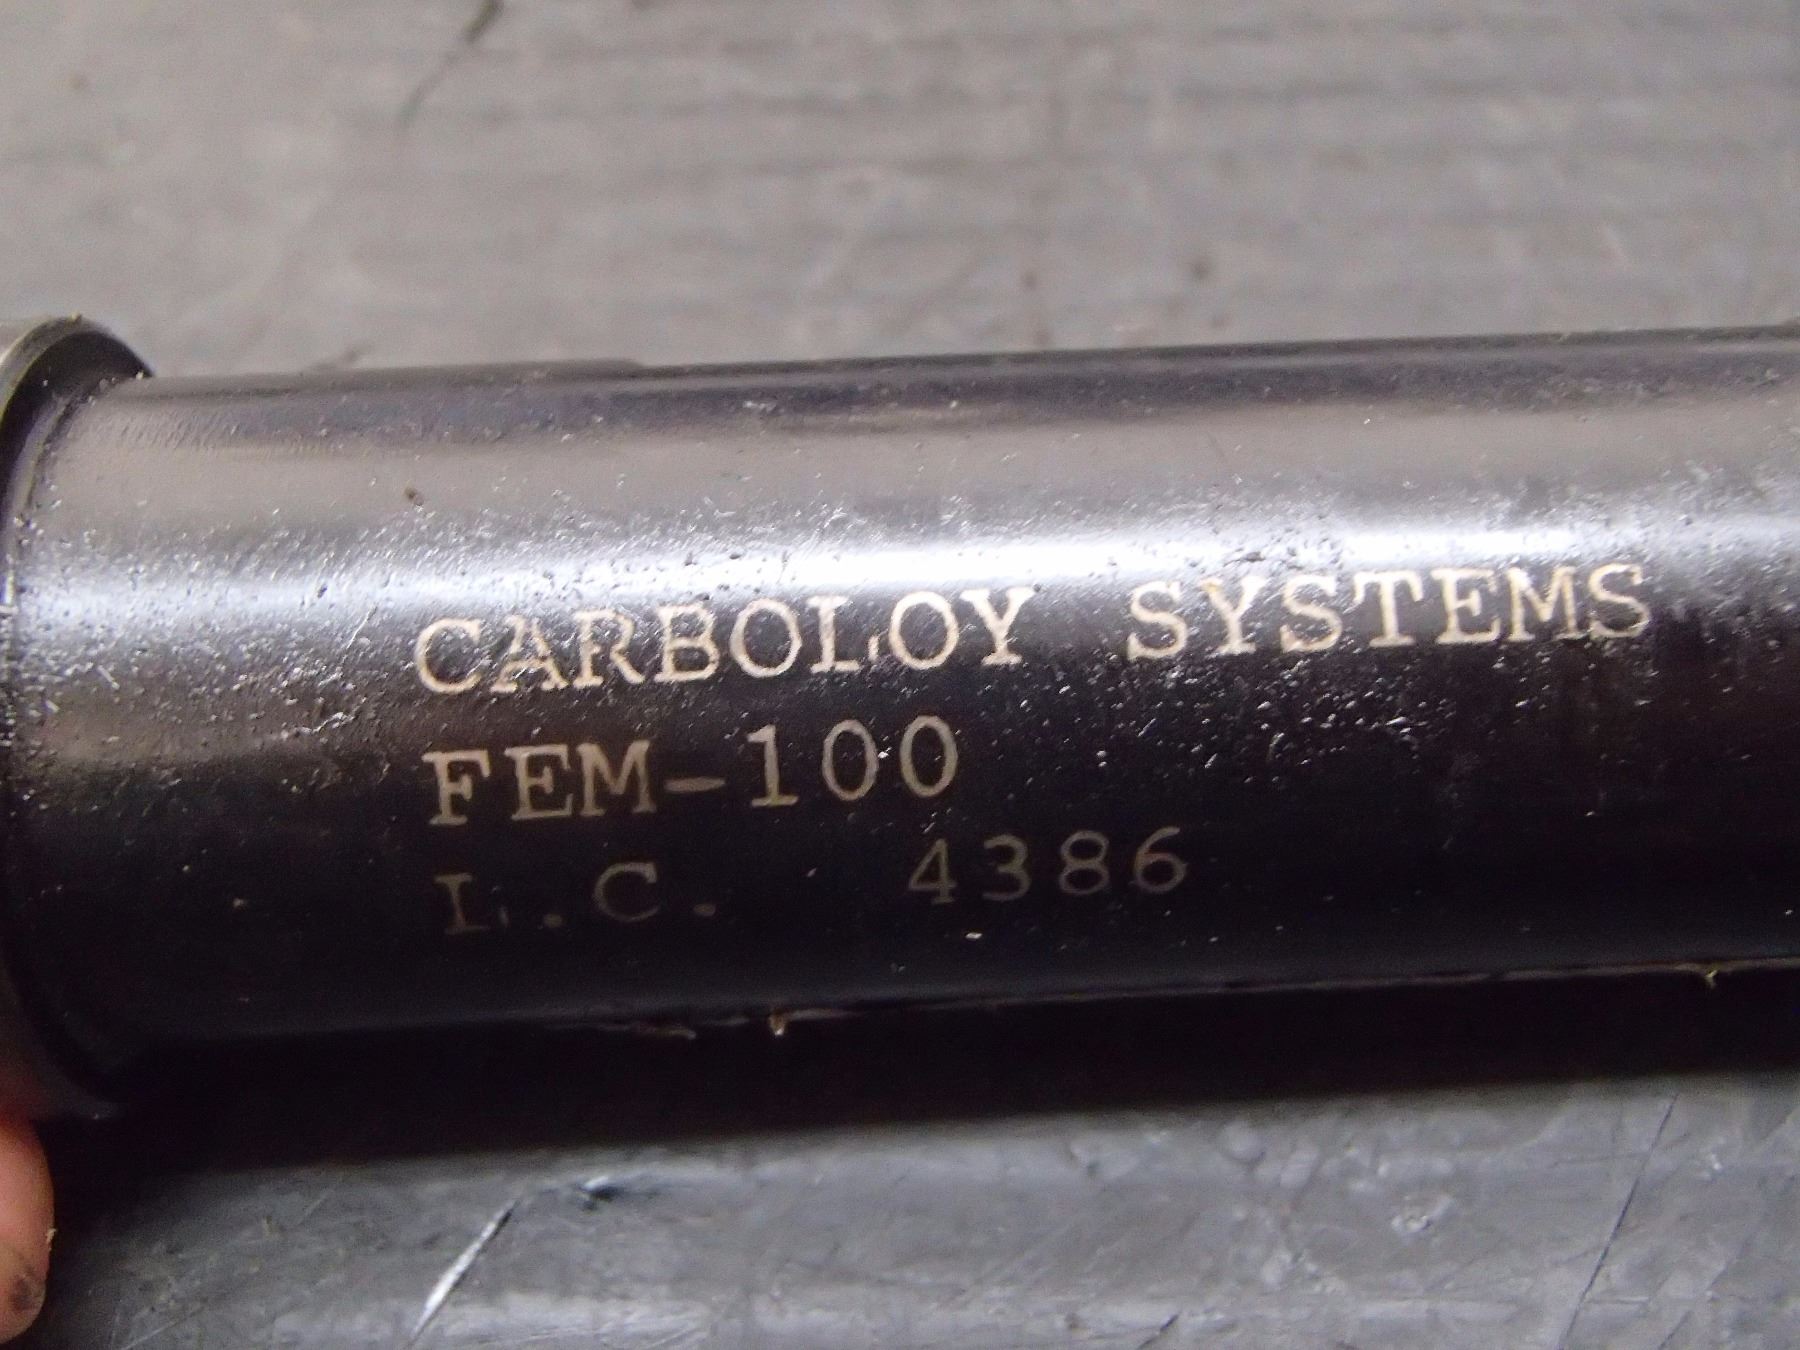 CARBOLOY SYSTEMS
FEM-100
L.C. 4386